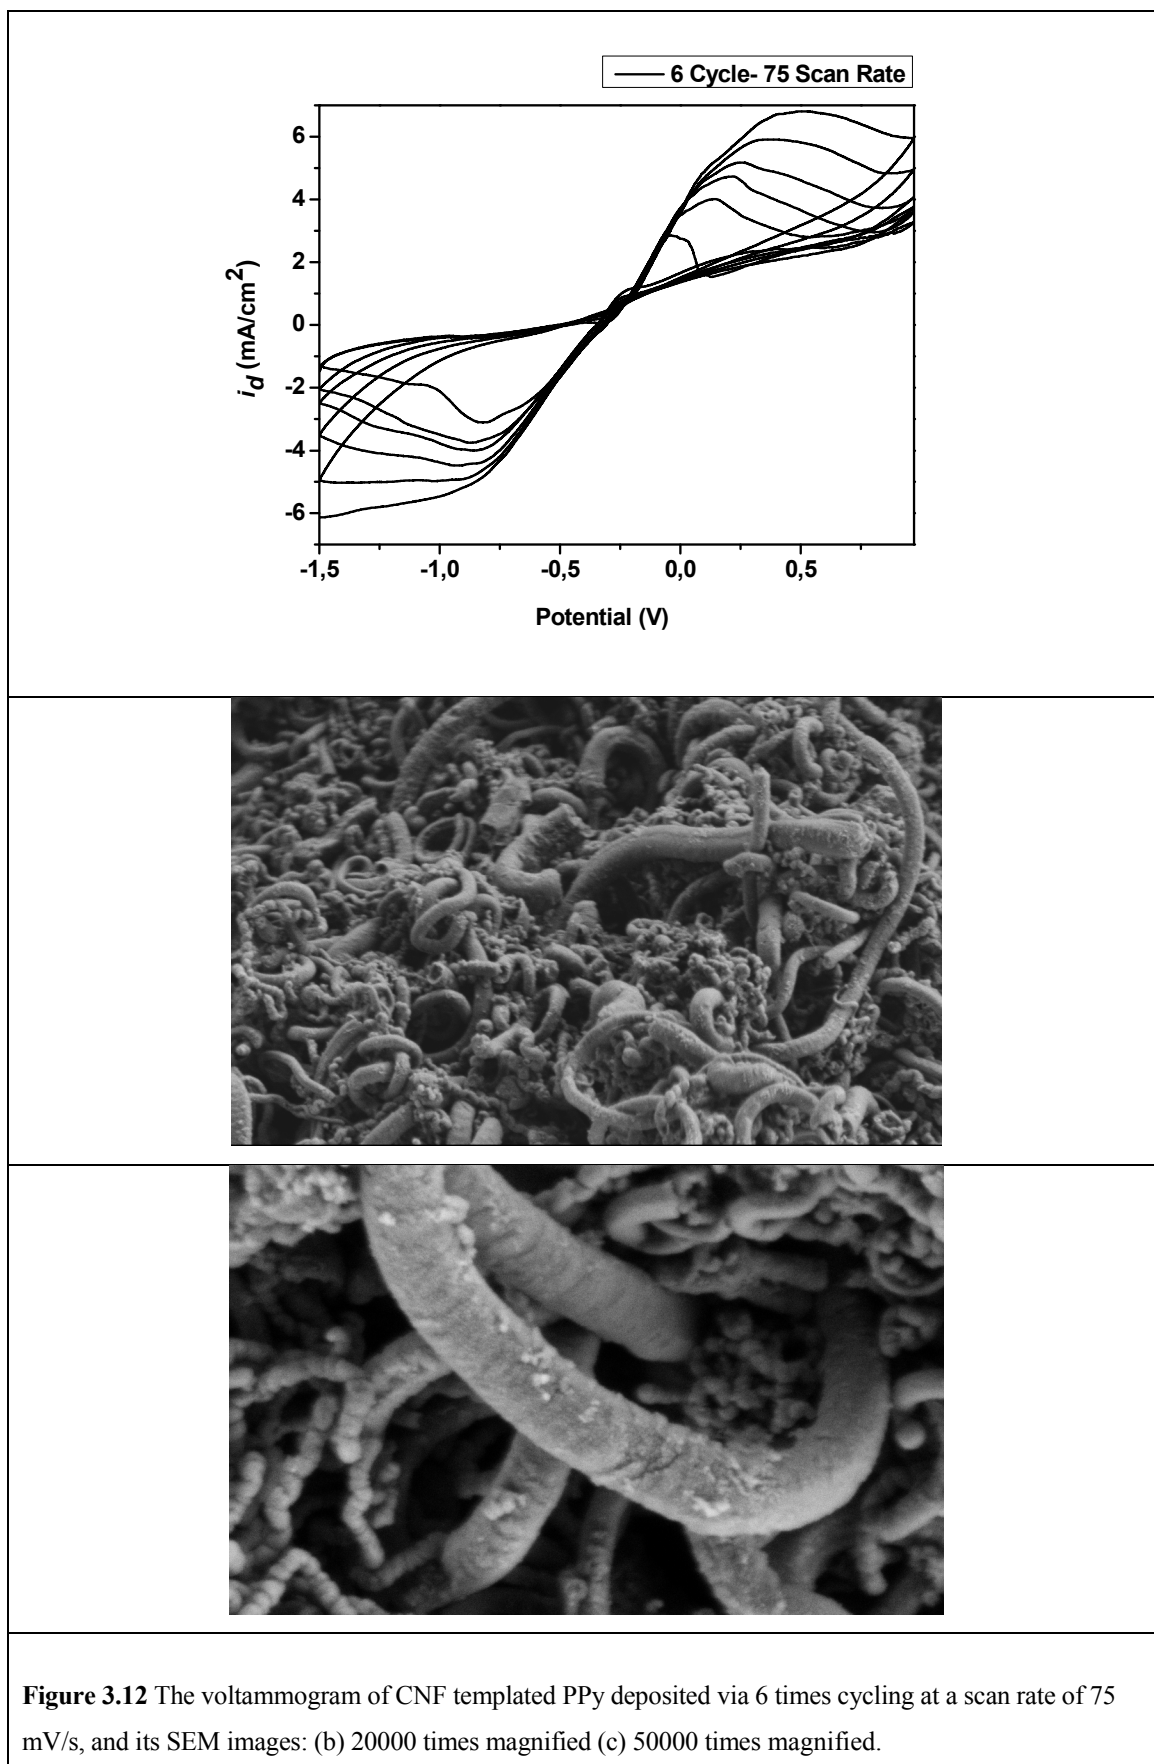 6 Cycle- 75 Scan Rate
6
4
2
0
-2
-4
-6
i_d (mA/cm²)
-1,5 -1,0 -0,5 0,0 0,5
Potential (V)
Figure 3.12 The voltammogram of CNF templated PPy deposited via 6 times cycling at a scan rate of 75
mV/s, and its SEM images: (b) 20000 times magnified (c) 50000 times magnified.